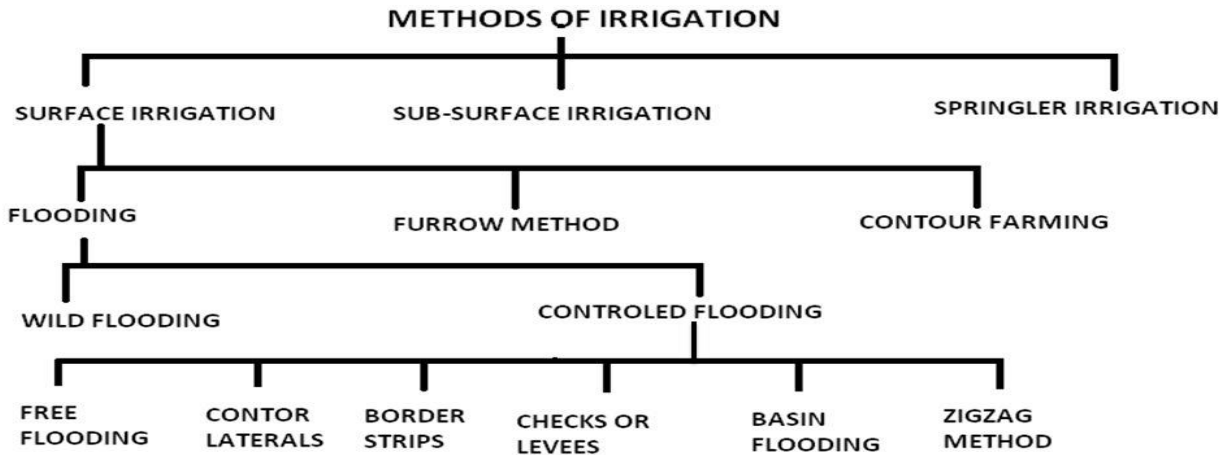 METHODS OF IRRIGATION
SURFACE IRRIGATION
SUB-SURFACE IRRIGATION
SPRINGLER IRRIGATION
FLOODING
FURROW METHOD
CONTOUR FARMING
WILD FLOODING
CONTROLED FLOODING
FREE
FLOODING
CONTOR
LATERALS
BORDER
STRIPS
CHECKS OR
LEVEES
BASIN
FLOODING
ZIGZAG
METHOD